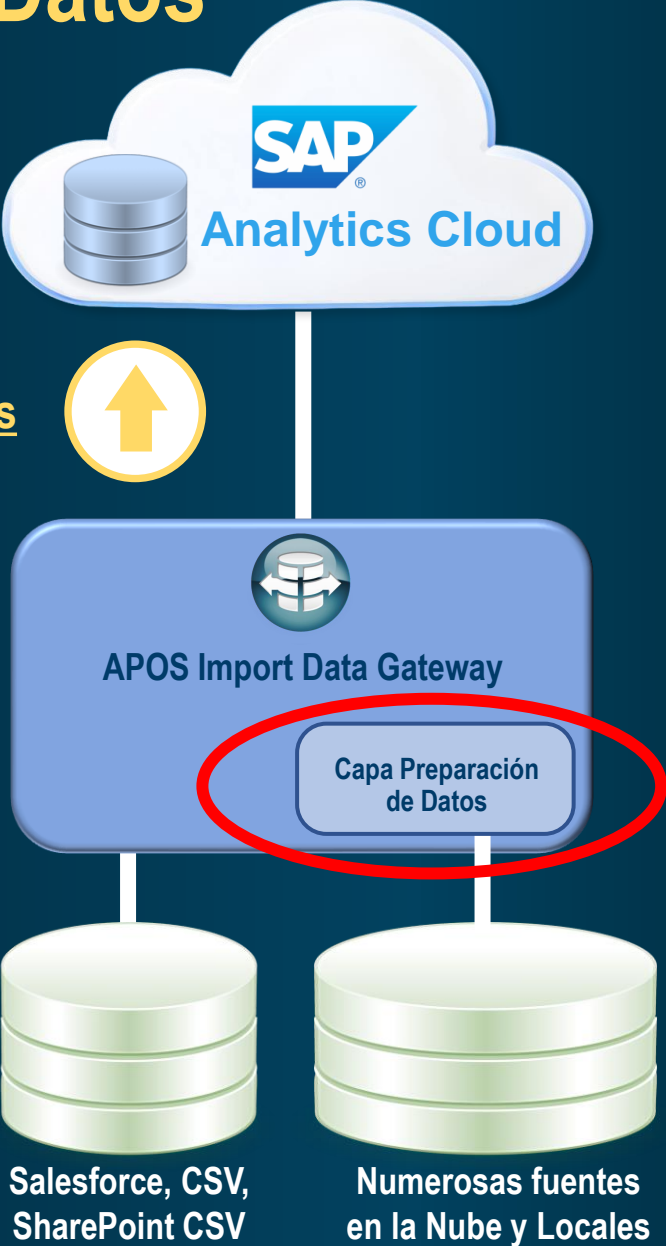 Datos
SAP
®
Analytics Cloud
s
APOS Import Data Gateway
Capa Preparación
de Datos
Salesforce, CSV,
SharePoint CSV
Numerosas fuentes
en la Nube y Locales